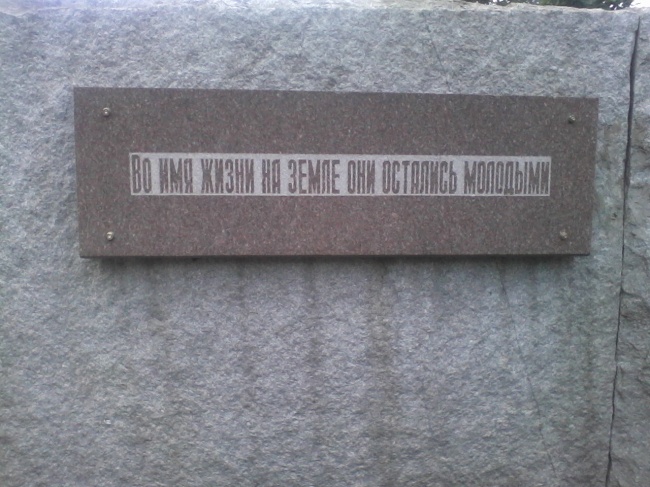 Во имя жизни на земле они остались молодыми